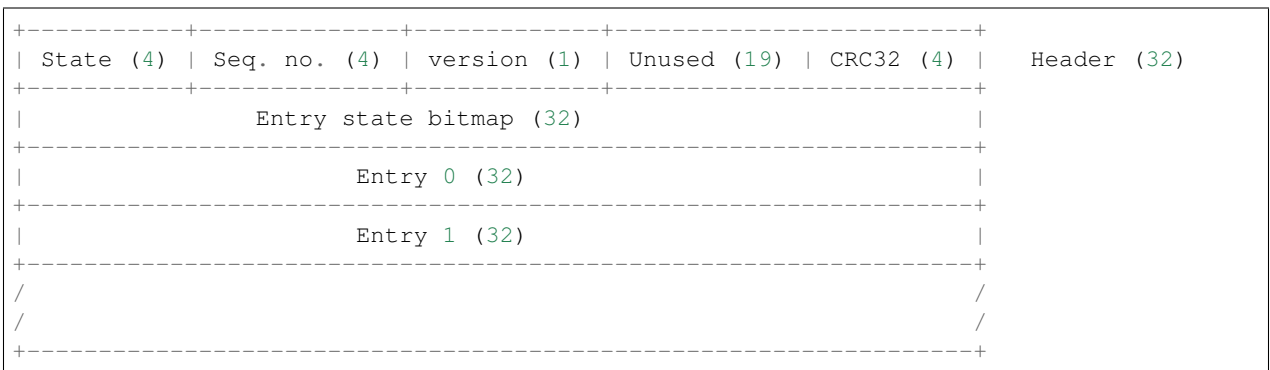 +-----------+--------------+-------------+-------------------------+
| State (4) | Seq. no. (4) | version (1) | Unused (19) | CRC32 (4) | Header (32)
+-----------+--------------+-------------+-------------------------+
| Entry state bitmap (32) |
+------------------------------------------------------------------+
| Entry 0 (32) |
+------------------------------------------------------------------+
| Entry 1 (32) |
+------------------------------------------------------------------+
/ /
/ /
+------------------------------------------------------------------+